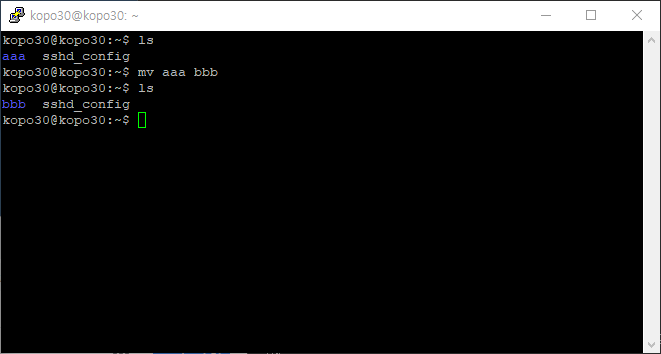 kopo30@kopo30: ~
kopo30@kopo30:~$ ls
aaa  sshd_config
kopo30@kopo30:~$ mv aaa bbb
kopo30@kopo30:~$ ls
bbb  sshd_config
kopo30@kopo30:~$